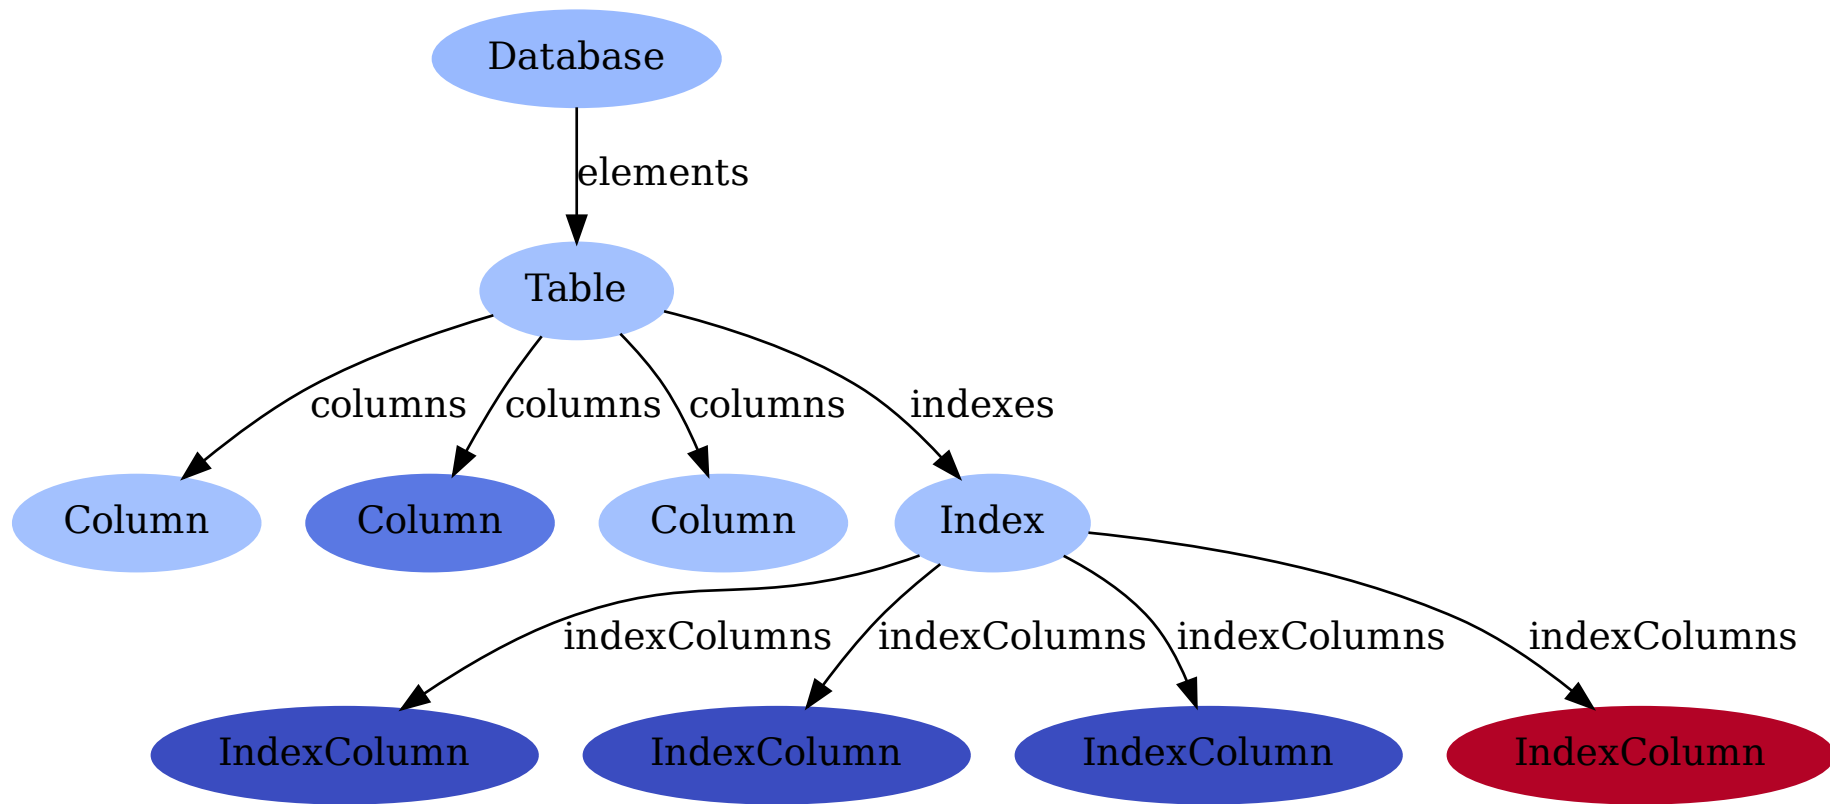 Database
elements
Table
columns
columns
columns
indexes
Column
Column
Column
Index
indexColumns
indexColumns
indexColumns
indexColumns
IndexColumn
IndexColumn
IndexColumn
IndexColumn